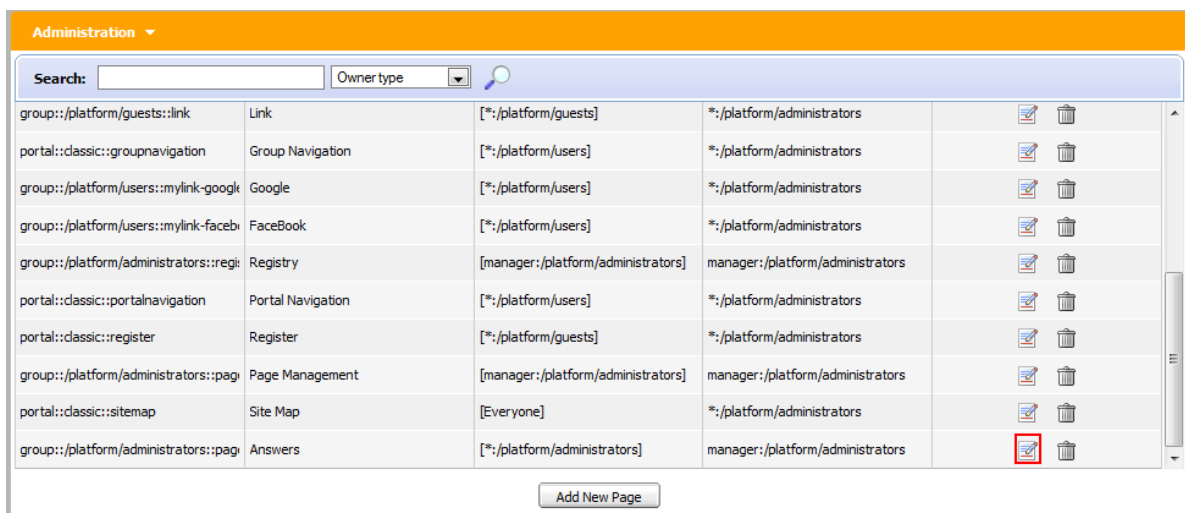 Administration
Search: Owner type
group::/platform/guests::link Link [*:/platform/guests] *:/platform/administrators
portal::classic::groupnavigation Group Navigation [*:/platform/users] *:/platform/administrators
group::/platform/users::mylink-google Google [*:/platform/users] *:/platform/administrators
group::/platform/users::mylink-facebo FaceBook [*:/platform/users] *:/platform/administrators
group::/platform/administrators::regis Registry [manager:/platform/administrators] manager:/platform/administrators
portal::classic::portalnavigation Portal Navigation [*:/platform/users] *:/platform/administrators
portal::classic::register Register [*:/platform/guests] *:/platform/administrators
group::/platform/administrators::page Page Management [manager:/platform/administrators] manager:/platform/administrators
portal::classic::sitemap Site Map [Everyone] *:/platform/administrators
group::/platform/administrators::page Answers [*:/platform/administrators] manager:/platform/administrators
Add New Page